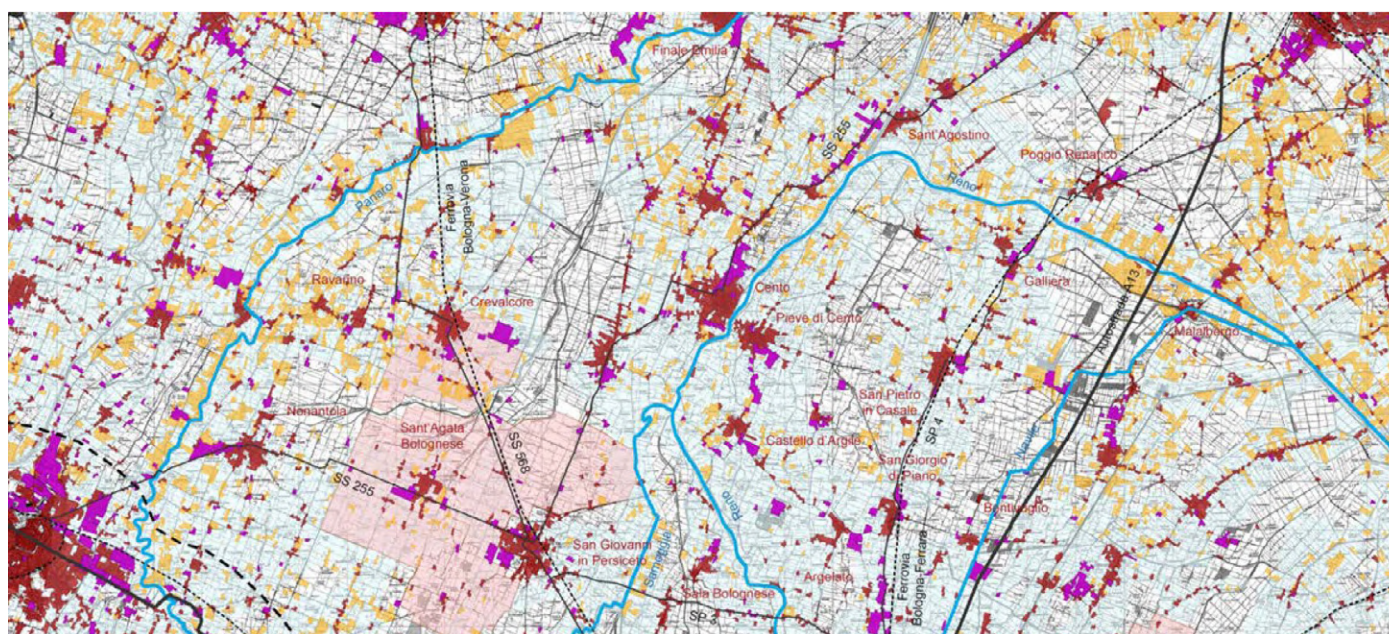 Finale Emilia
SS 255
Sant'Agostino
Poggio Renatico
Panaro
Ferrovia
Bologna-Verona
Reno
Ravarino
Crevalcore
Cento
Pieve di Cento
Galliera
Autostrada A13
Malalbergo
Nonantola
Sant'Agata
Bolognese
SS 568
San Pietro
in Casale
SP 4
Castello d'Argile
SS 255
San Giorgio
di Piano
Navile
Reno
Bentivoglio
San Giovanni
in Persiceto
Samoggia
Argelato
Ferrovia
Bologna-Ferrara
Sala Bolognese
SP 3